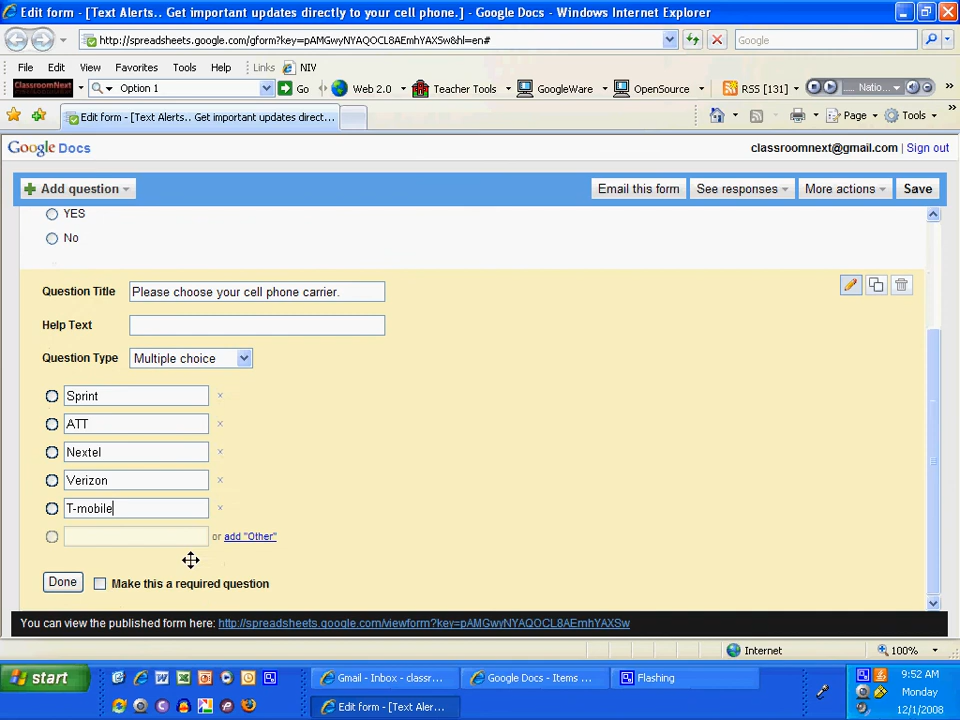 Edit form - [Text Alerts.. Get important updates directly to your cell phone.] - Google Docs - Windows Internet Explorer
http://spreadsheets.google.com/gform?key=pAMGwyNYAQOCL8AEmhYAXSw&hl=en#
Google
File Edit View Favorites Tools Help Links NIV
ClassroomNext Option 1 Go Web 2.0 Teacher Tools GoogleWare OpenSource RSS [131] .... Natio... »
Edit form - [Text Alerts.. Get important updates direct... Page Tools »
Google Docs classroomnext@gmail.com | Sign out
Add question Email this form See responses More actions Save
YES
No
Question Title Please choose your cell phone carrier.
Help Text
Question Type Multiple choice
Sprint ×
ATT ×
Nextel ×
Verizon ×
T-mobile ×
or add "Other"
Done Make this a required question
You can view the published form here: http://spreadsheets.google.com/viewform?key=pAMGwyNYAQOCL8AEmhYAXSw
Internet 100%
start Gmail - Inbox - classr... Google Docs - Items ... Flashing 9:52 AM
Monday
Edit form - [Text Aler... 12/1/2008